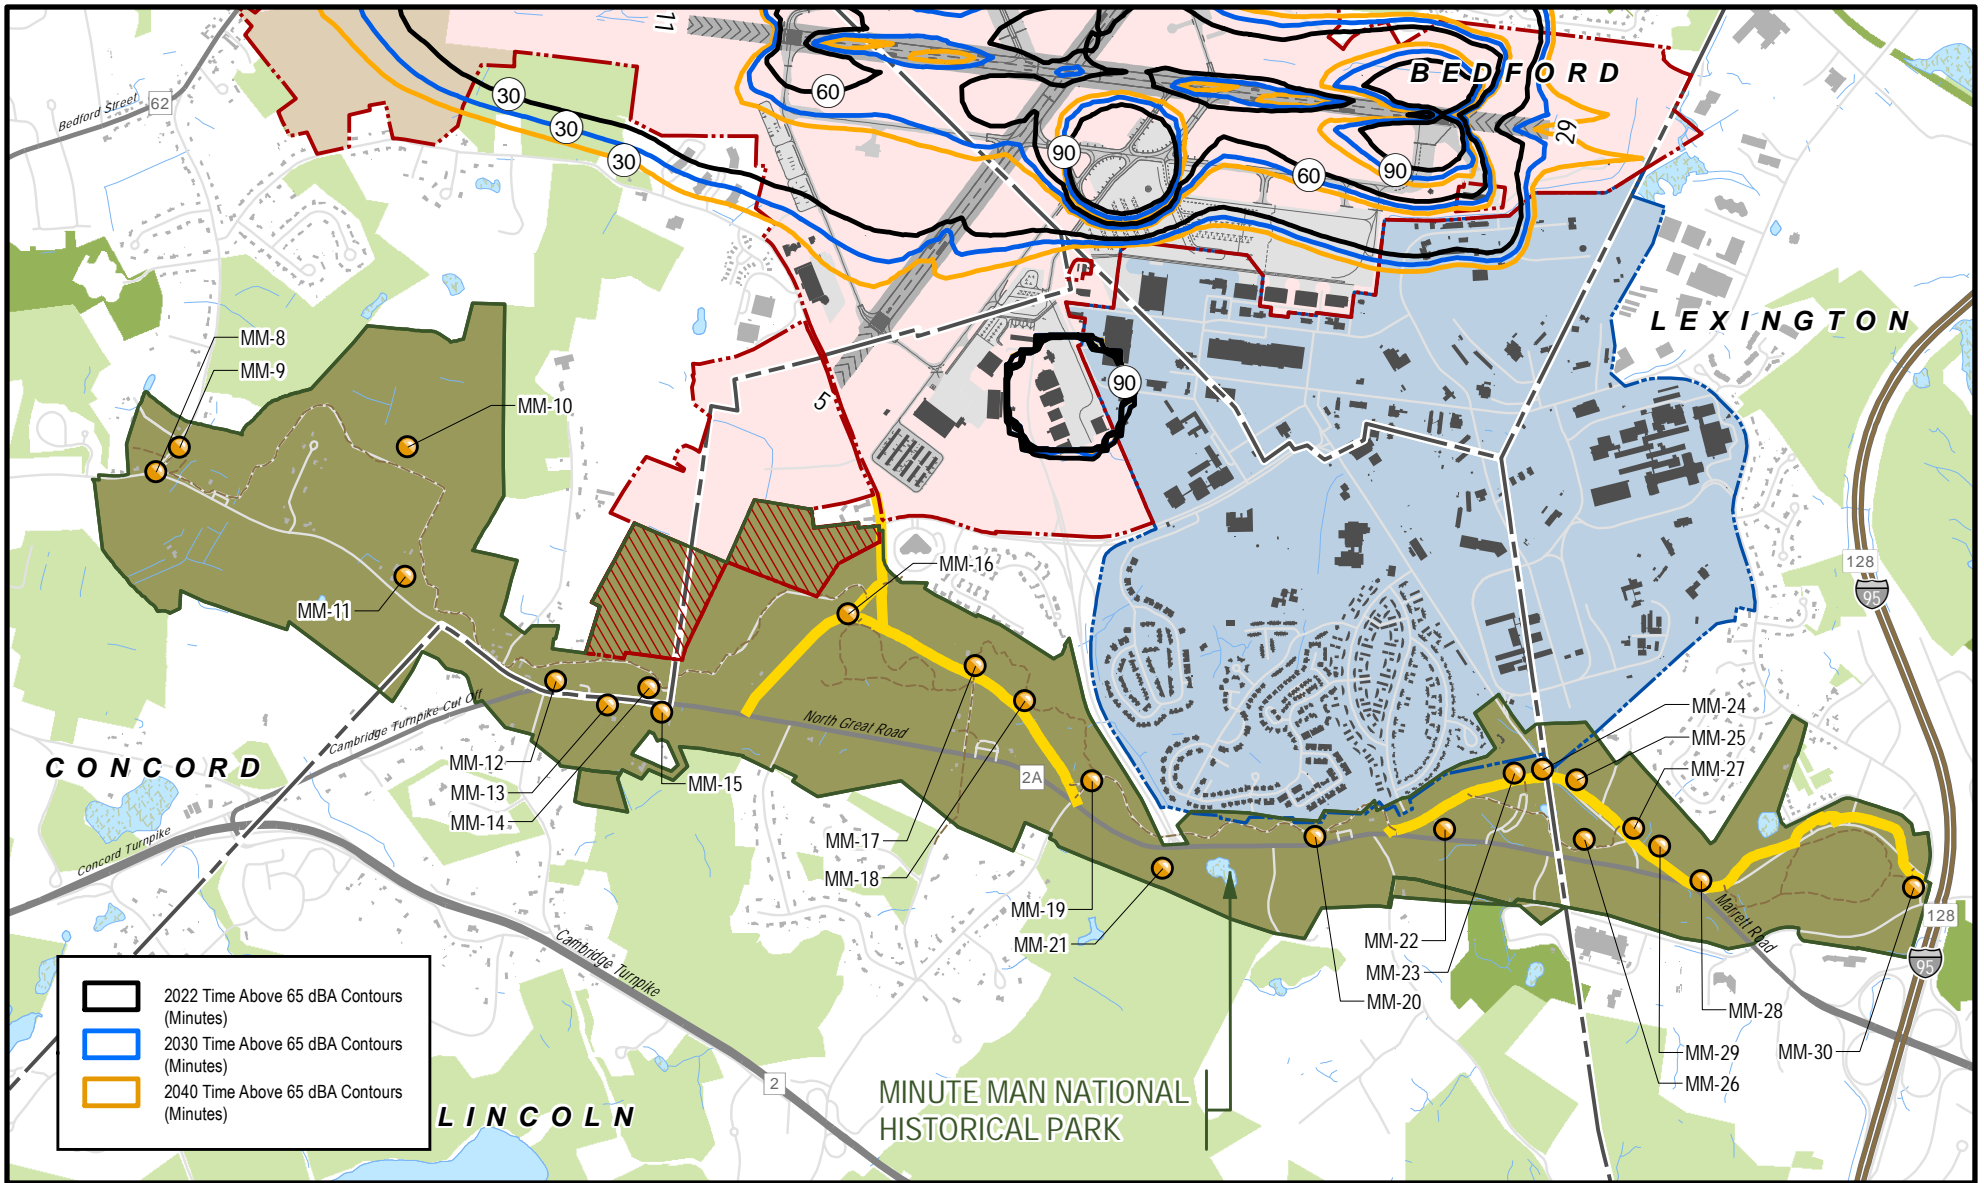 11
BEDFORD
62
Bedford Street
30
30
30
60
29
90
60
90
LEXINGTON
MM-8
MM-9
MM-10
5
90
128
95
MM-16
MM-11
MM-24
MM-25
MM-27
North Great Road
Cambridge Turnpike Cut Off
CONCORD
MM-12
MM-13
MM-14
MM-15
2A
Concord Turnpike
MM-17
MM-18
MM-19
MM-21
MM-22
MM-23
MM-20
Marrett Road
128
95
Cambridge Turnpike
MM-28
MM-29
MM-30
MM-26
2022 Time Above 65 dBA Contours
(Minutes)
2030 Time Above 65 dBA Contours
(Minutes)
2040 Time Above 65 dBA Contours
(Minutes)
2
LINCOLN
MINUTE MAN NATIONAL
HISTORICAL PARK